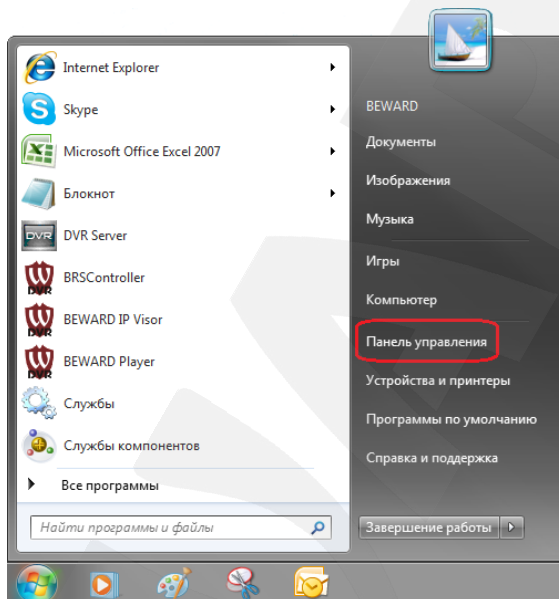 Internet Explorer
Skype
Microsoft Office Excel 2007
Блокнот
DVR Server
BRSController
BEWARD IP Visor
BEWARD Player
Службы
Службы компонентов
Все программы
Найти программы и файлы
BEWARD
Документы
Изображения
Музыка
Игры
Компьютер
Панель управления
Устройства и принтеры
Программы по умолчанию
Справка и поддержка
Завершение работы